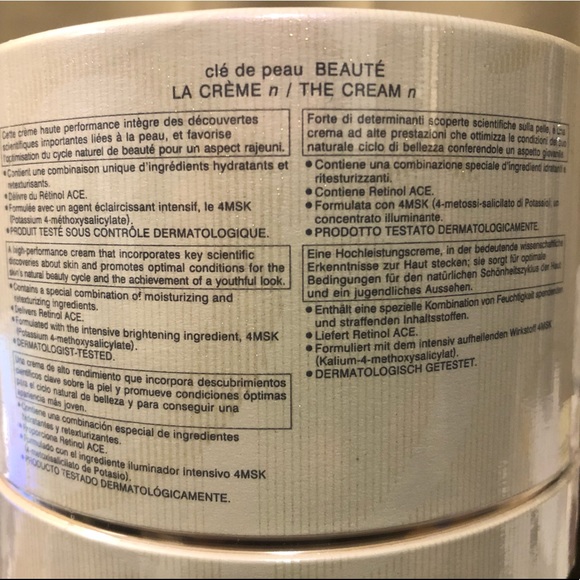 clé de peau BEAUTÉ
LA CRÈME n / THE CREAM n
Cette crème haute performance intègre des découvertes
scientifiques importantes liées à la peau, et favorise
l'optimisation du cycle naturel de beauté pour un aspect rajeuni.
•Contient une combinaison unique d'ingrédients hydratants et
retexturisants.
•Délivre du Rétinol ACE.
•Formulée avec un agent éclaircissant intensif, le 4MSK
(Potassium 4-méthoxysalicylate).
•PRODUIT TESTÉ SOUS CONTRÔLE DERMATOLOGIQUE.
A high-performance cream that incorporates key scientific
discoveries about skin and promotes optimal conditions for the
skin's natural beauty cycle and the achievement of a youthful look.
•Contains a special combination of moisturizing and
retexturizing ingredients.
•Delivers Retinol ACE.
•Formulated with the intensive brightening ingredient, 4MSK
(Potassium 4-methoxysalicylate).
•DERMATOLOGIST-TESTED.
Una crema de alto rendimiento que incorpora descubrimientos
científicos clave sobre la piel y promueve condiciones óptimas
para el ciclo natural de belleza y para conseguir una
apariencia más joven.
•Contiene una combinación especial de ingredientes
hidratantes y retexturizantes.
•Proporciona Retinol ACE.
•Formulado con el ingrediente iluminador intensivo 4MSK
(4-metoxisalicilato de Potasio).
•PRODUCTO TESTADO DERMATOLÓGICAMENTE.
Forte di determinanti scoperte scientifiche sulla pelle, è una
crema ad alte prestazioni che ottimizza le condizioni del suo
naturale ciclo di bellezza conferendole un aspetto giovanile.
•Contiene una combinazione speciale d'ingredienti idratanti e
ritesturizzanti.
•Contiene Retinol ACE.
•Formulata con 4MSK (4-metossi-salicilato di Potassio), un
concentrato illuminante.
•PRODOTTO TESTATO DERMATOLOGICAMENTE.
Eine Hochleistungscreme, in der bedeutende wissenschaftliche
Erkenntnisse zur Haut stecken; sie sorgt für optimale
Bedingungen für den natürlichen Schönheitszyklus der Haut
und ein jugendliches Aussehen.
•Enthält eine spezielle Kombination von Feuchtigkeit spendenden
und straffenden Inhaltsstoffen.
•Liefert Retinol ACE.
•Formuliert mit dem intensiv aufhellenden Wirkstoff 4MSK
(Kalium-4-methoxysalicylat).
•DERMATOLOGISCH GETESTET.